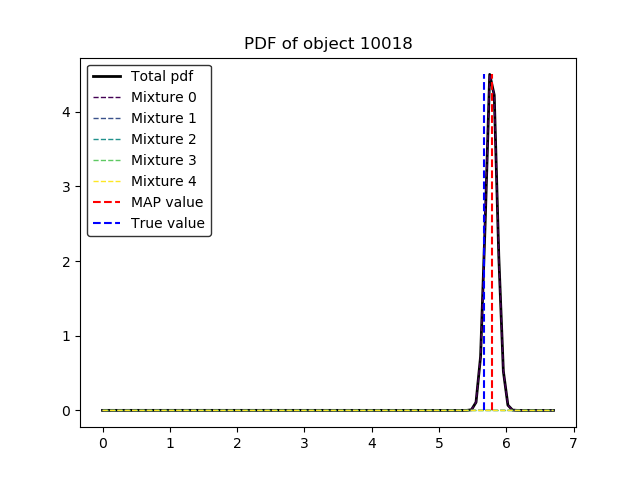 PDF of object 10018
Total pdf
Mixture 0
Mixture 1
Mixture 2
Mixture 3
Mixture 4
MAP value
True value
4
3
2
1
0
0 1 2 3 4 5 6 7